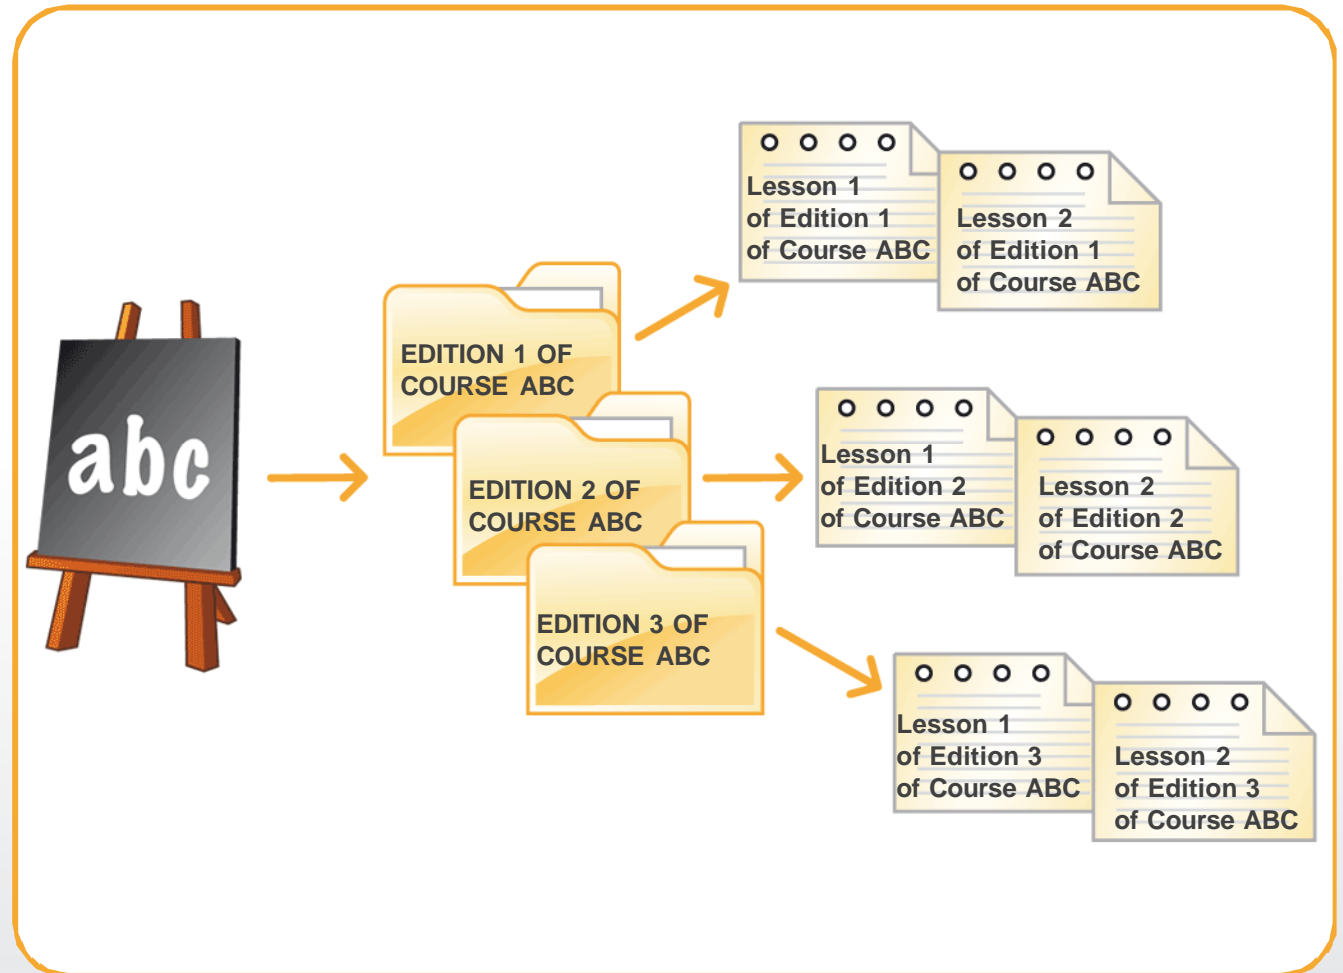 abc
EDITION 1 OF
COURSE ABC
EDITION 2 OF
COURSE ABC
EDITION 3 OF
COURSE ABC
Lesson 1
of Edition 1
of Course ABC
Lesson 2
of Edition 1
of Course ABC
Lesson 1
of Edition 2
of Course ABC
Lesson 2
of Edition 2
of Course ABC
Lesson 1
of Edition 3
of Course ABC
Lesson 2
of Edition 3
of Course ABC